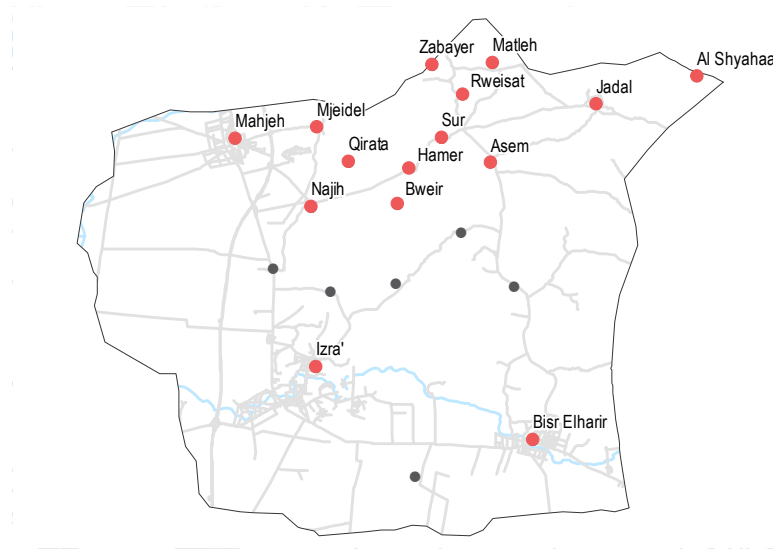 Zabayer
Matleh
Al Shyahaa
Rweisat
Jadal
Mjeidel
Mahjeh
Sur
Qirata
Hamer
Asem
Najih
Bweir
Izra'
Bisr Elharir